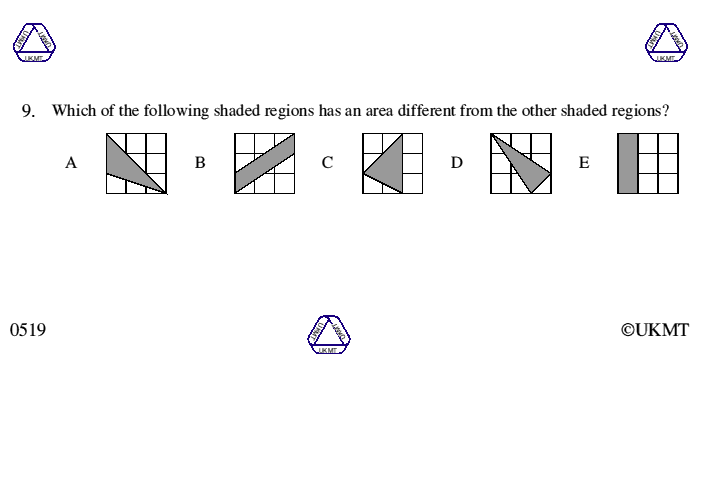 UKMT UKMT UKMT
UKMT UKMT UKMT
9. Which of the following shaded regions has an area different from the other shaded regions?
A B C D E
0519
UKMT UKMT UKMT
©UKMT